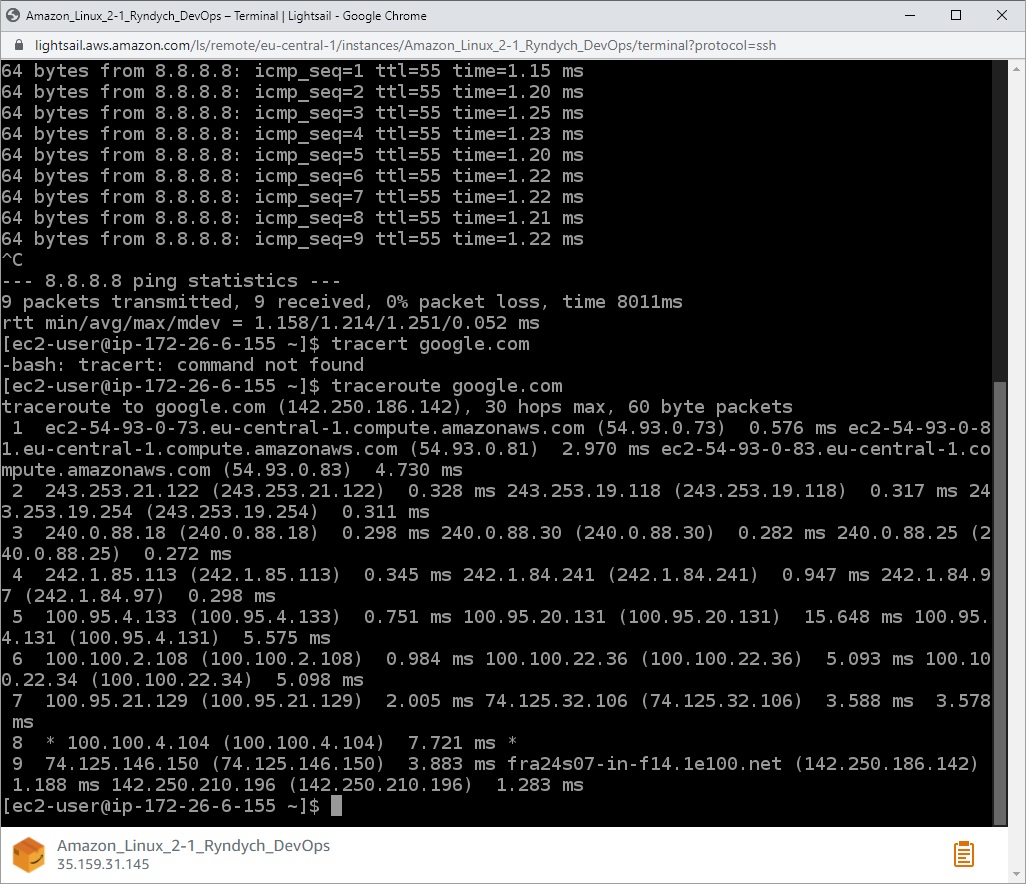 Amazon_Linux_2-1_Ryndych_DevOps – Terminal | Lightsail - Google Chrome
lightsail.aws.amazon.com/ls/remote/eu-central-1/instances/Amazon_Linux_2-1_Ryndych_DevOps/terminal?protocol=ssh
64 bytes from 8.8.8.8: icmp_seq=1 ttl=55 time=1.15 ms
64 bytes from 8.8.8.8: icmp_seq=2 ttl=55 time=1.20 ms
64 bytes from 8.8.8.8: icmp_seq=3 ttl=55 time=1.25 ms
64 bytes from 8.8.8.8: icmp_seq=4 ttl=55 time=1.23 ms
64 bytes from 8.8.8.8: icmp_seq=5 ttl=55 time=1.20 ms
64 bytes from 8.8.8.8: icmp_seq=6 ttl=55 time=1.22 ms
64 bytes from 8.8.8.8: icmp_seq=7 ttl=55 time=1.22 ms
64 bytes from 8.8.8.8: icmp_seq=8 ttl=55 time=1.21 ms
64 bytes from 8.8.8.8: icmp_seq=9 ttl=55 time=1.22 ms
^C
--- 8.8.8.8 ping statistics ---
9 packets transmitted, 9 received, 0% packet loss, time 8011ms
rtt min/avg/max/mdev = 1.158/1.214/1.251/0.052 ms
[ec2-user@ip-172-26-6-155 ~]$ tracert google.com
-bash: tracert: command not found
[ec2-user@ip-172-26-6-155 ~]$ traceroute google.com
traceroute to google.com (142.250.186.142), 30 hops max, 60 byte packets
 1  ec2-54-93-0-73.eu-central-1.compute.amazonaws.com (54.93.0.73)  0.576 ms ec2-54-93-0-8
1.eu-central-1.compute.amazonaws.com (54.93.0.81)  2.970 ms ec2-54-93-0-83.eu-central-1.co
mpute.amazonaws.com (54.93.0.83)  4.730 ms
 2  243.253.21.122 (243.253.21.122)  0.328 ms 243.253.19.118 (243.253.19.118)  0.317 ms 24
3.253.19.254 (243.253.19.254)  0.311 ms
 3  240.0.88.18 (240.0.88.18)  0.298 ms 240.0.88.30 (240.0.88.30)  0.282 ms 240.0.88.25 (2
40.0.88.25)  0.272 ms
 4  242.1.85.113 (242.1.85.113)  0.345 ms 242.1.84.241 (242.1.84.241)  0.947 ms 242.1.84.9
7 (242.1.84.97)  0.298 ms
 5  100.95.4.133 (100.95.4.133)  0.751 ms 100.95.20.131 (100.95.20.131)  15.648 ms 100.95.
4.131 (100.95.4.131)  5.575 ms
 6  100.100.2.108 (100.100.2.108)  0.984 ms 100.100.22.36 (100.100.22.36)  5.093 ms 100.10
0.22.34 (100.100.22.34)  5.098 ms
 7  100.95.21.129 (100.95.21.129)  2.005 ms 74.125.32.106 (74.125.32.106)  3.588 ms  3.578
ms
 8  * 100.100.4.104 (100.100.4.104)  7.721 ms *
 9  74.125.146.150 (74.125.146.150)  3.883 ms fra24s07-in-f14.1e100.net (142.250.186.142)
 1.188 ms 142.250.210.196 (142.250.210.196)  1.283 ms
[ec2-user@ip-172-26-6-155 ~]$
Amazon_Linux_2-1_Ryndych_DevOps
35.159.31.145